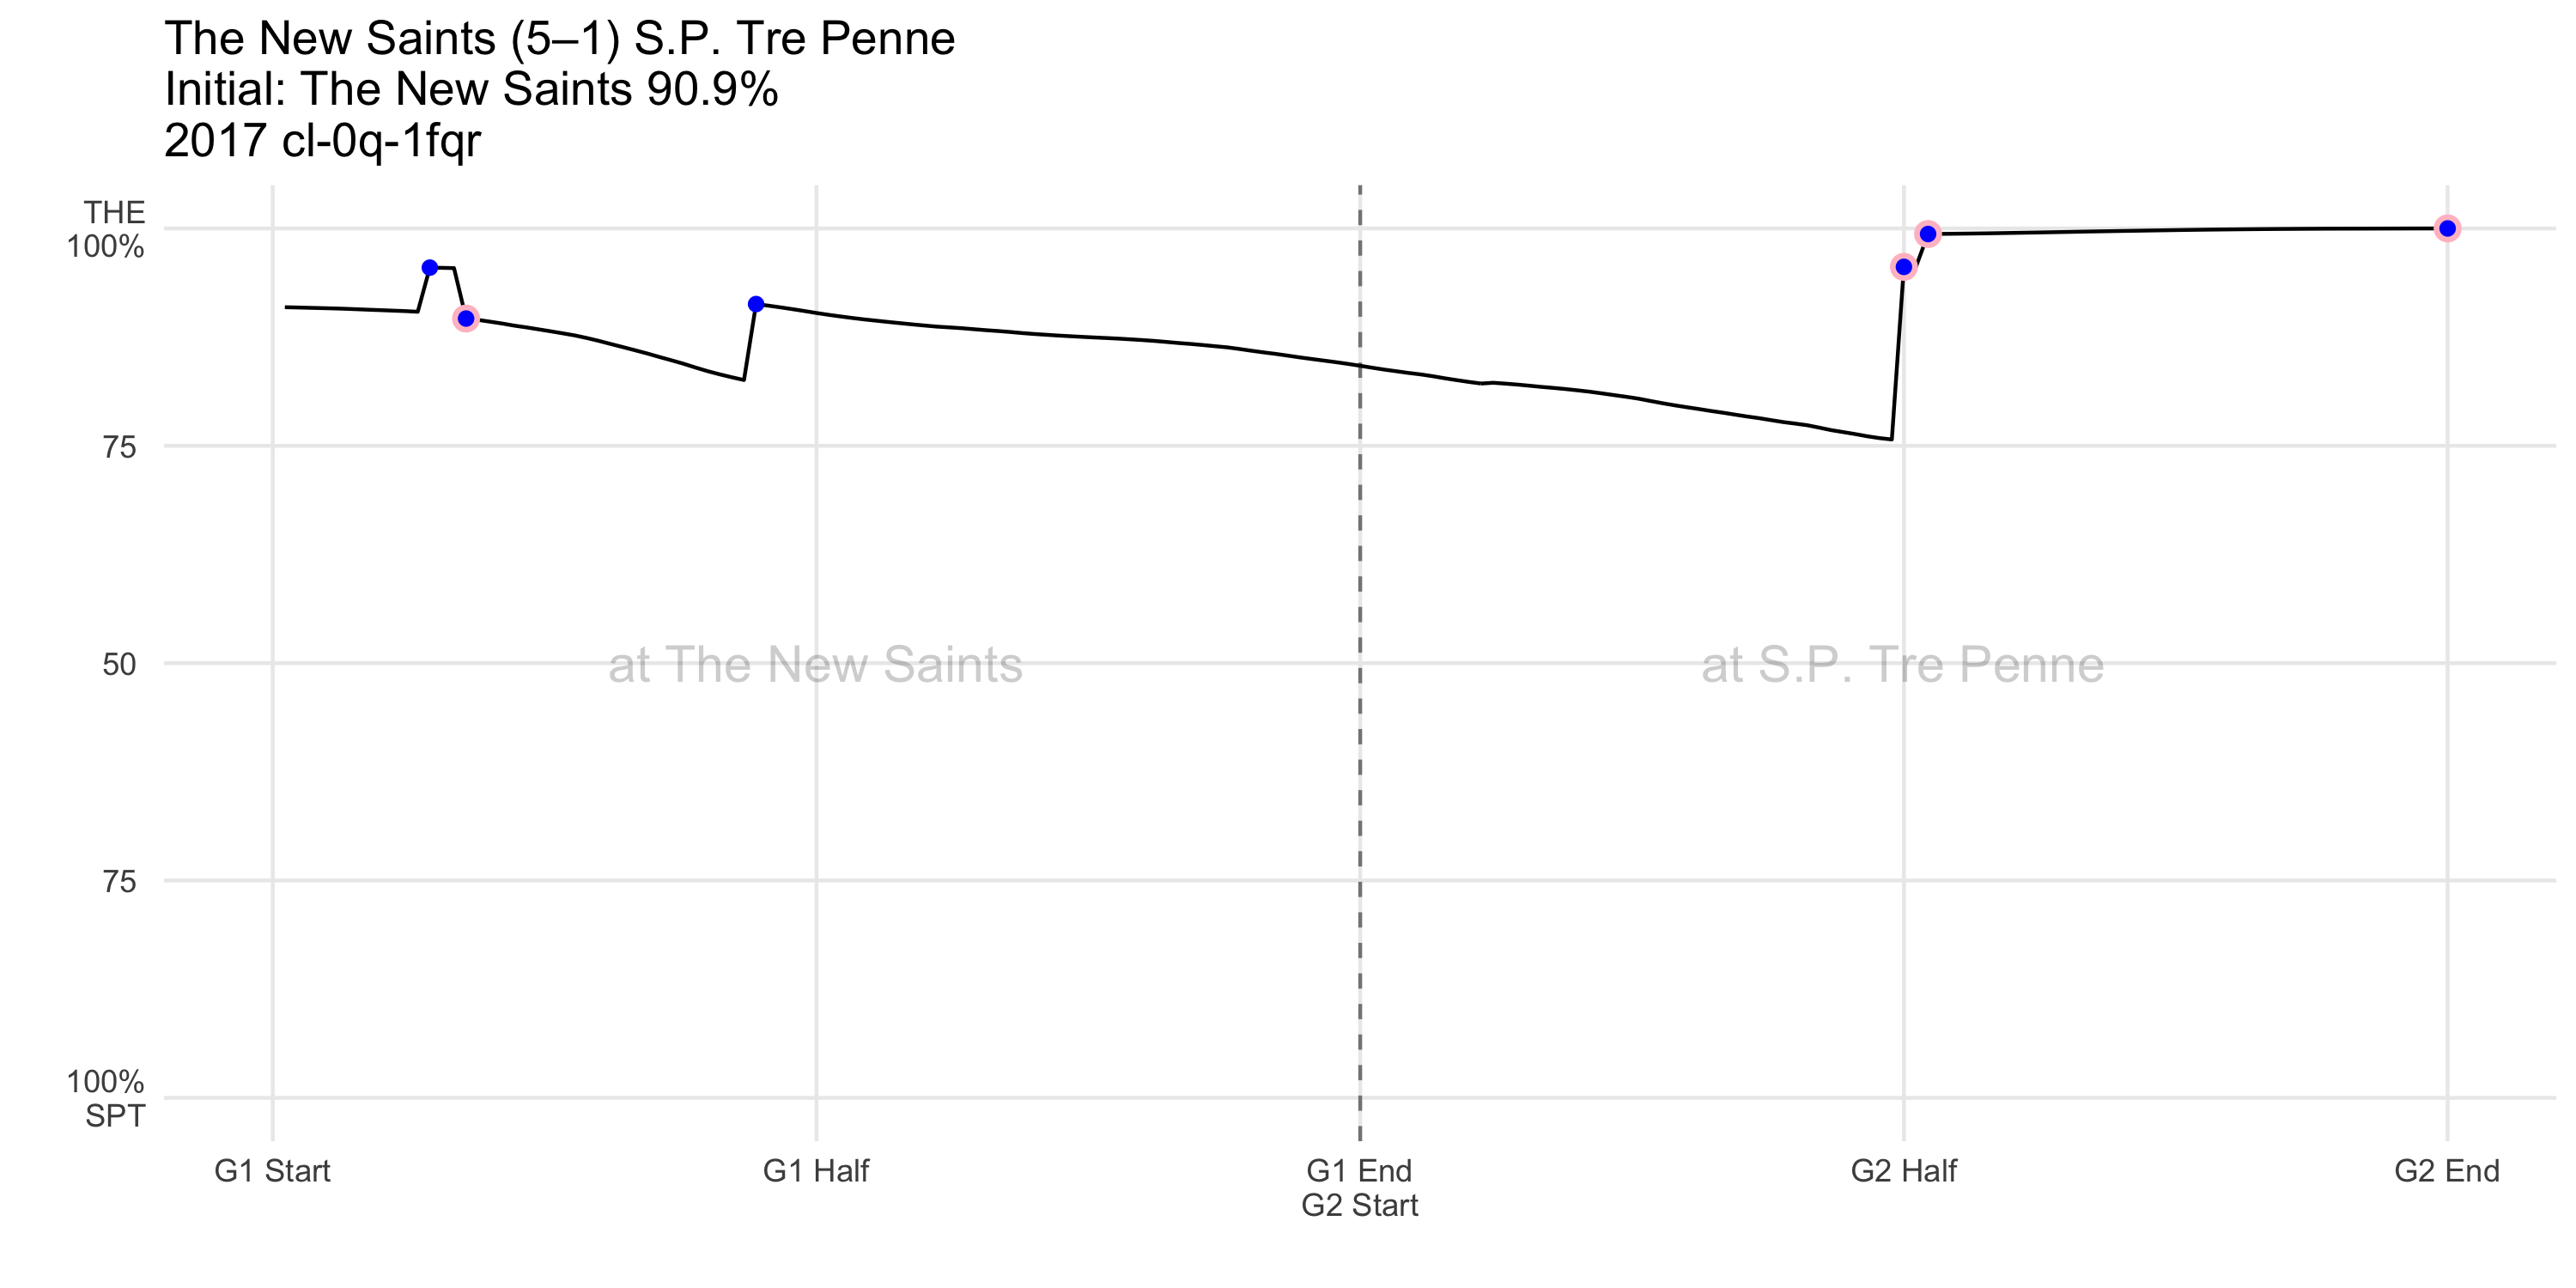 The New Saints (5–1) S.P. Tre Penne
Initial: The New Saints 90.9%
2017 cl-0q-1fqr
THE
100%
75
50
75
100%
SPT
at The New Saints
at S.P. Tre Penne
G1 Start
G1 Half
G1 End
G2 Start
G2 Half
G2 End